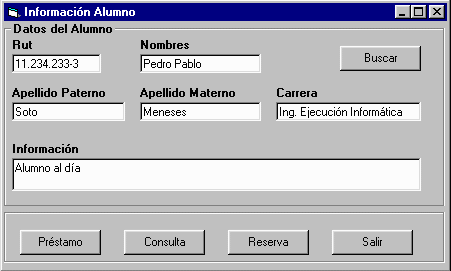 Información Alumno
Datos del Alumno
Rut Nombres
11.234.233-3 Pedro Pablo Buscar
Apellido Paterno Apellido Materno Carrera
Soto Meneses Ing. Ejecución Informática
Información
Alumno al día
Préstamo Consulta Reserva Salir